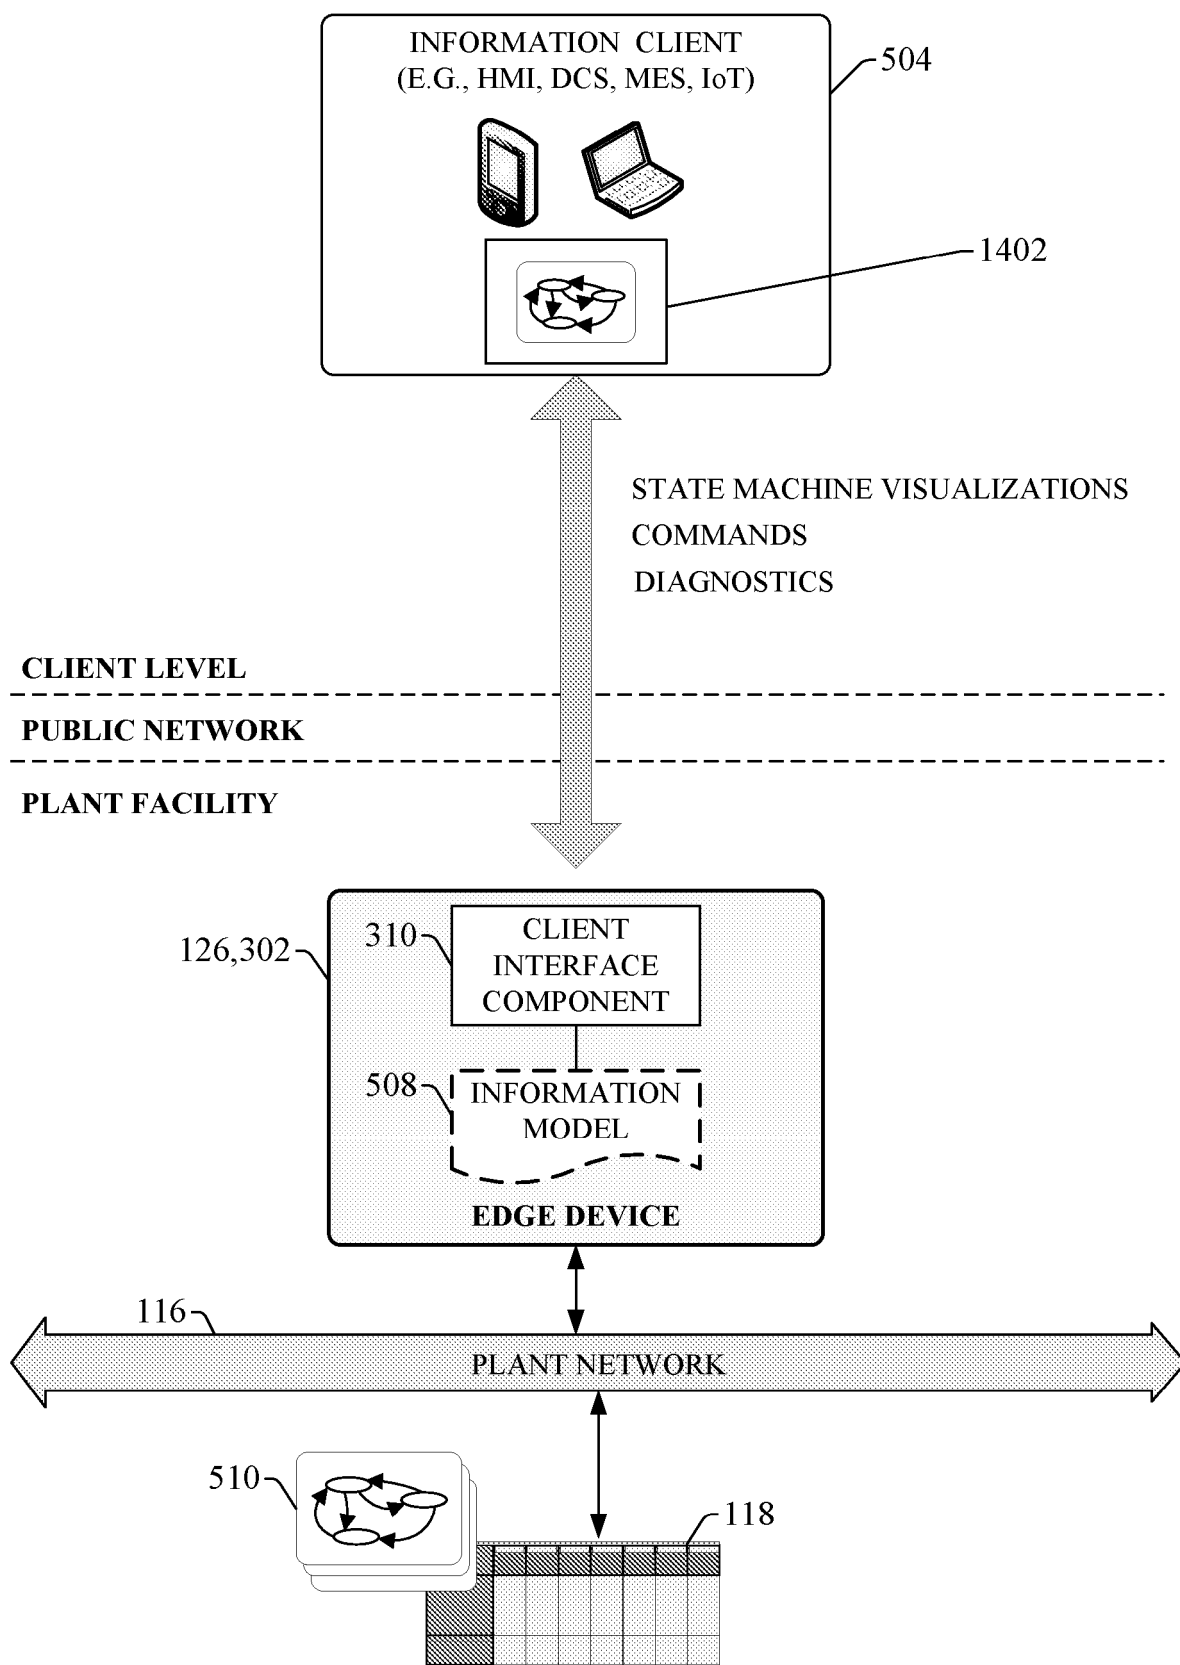 INFORMATION CLIENT
(E.G., HMI, DCS, MES, IoT)
504
1402
STATE MACHINE VISUALIZATIONS
COMMANDS
DIAGNOSTICS
CLIENT LEVEL
PUBLIC NETWORK
PLANT FACILITY
126,302
310
CLIENT
INTERFACE
COMPONENT
508
INFORMATION
MODEL
EDGE DEVICE
116
PLANT NETWORK
510
118